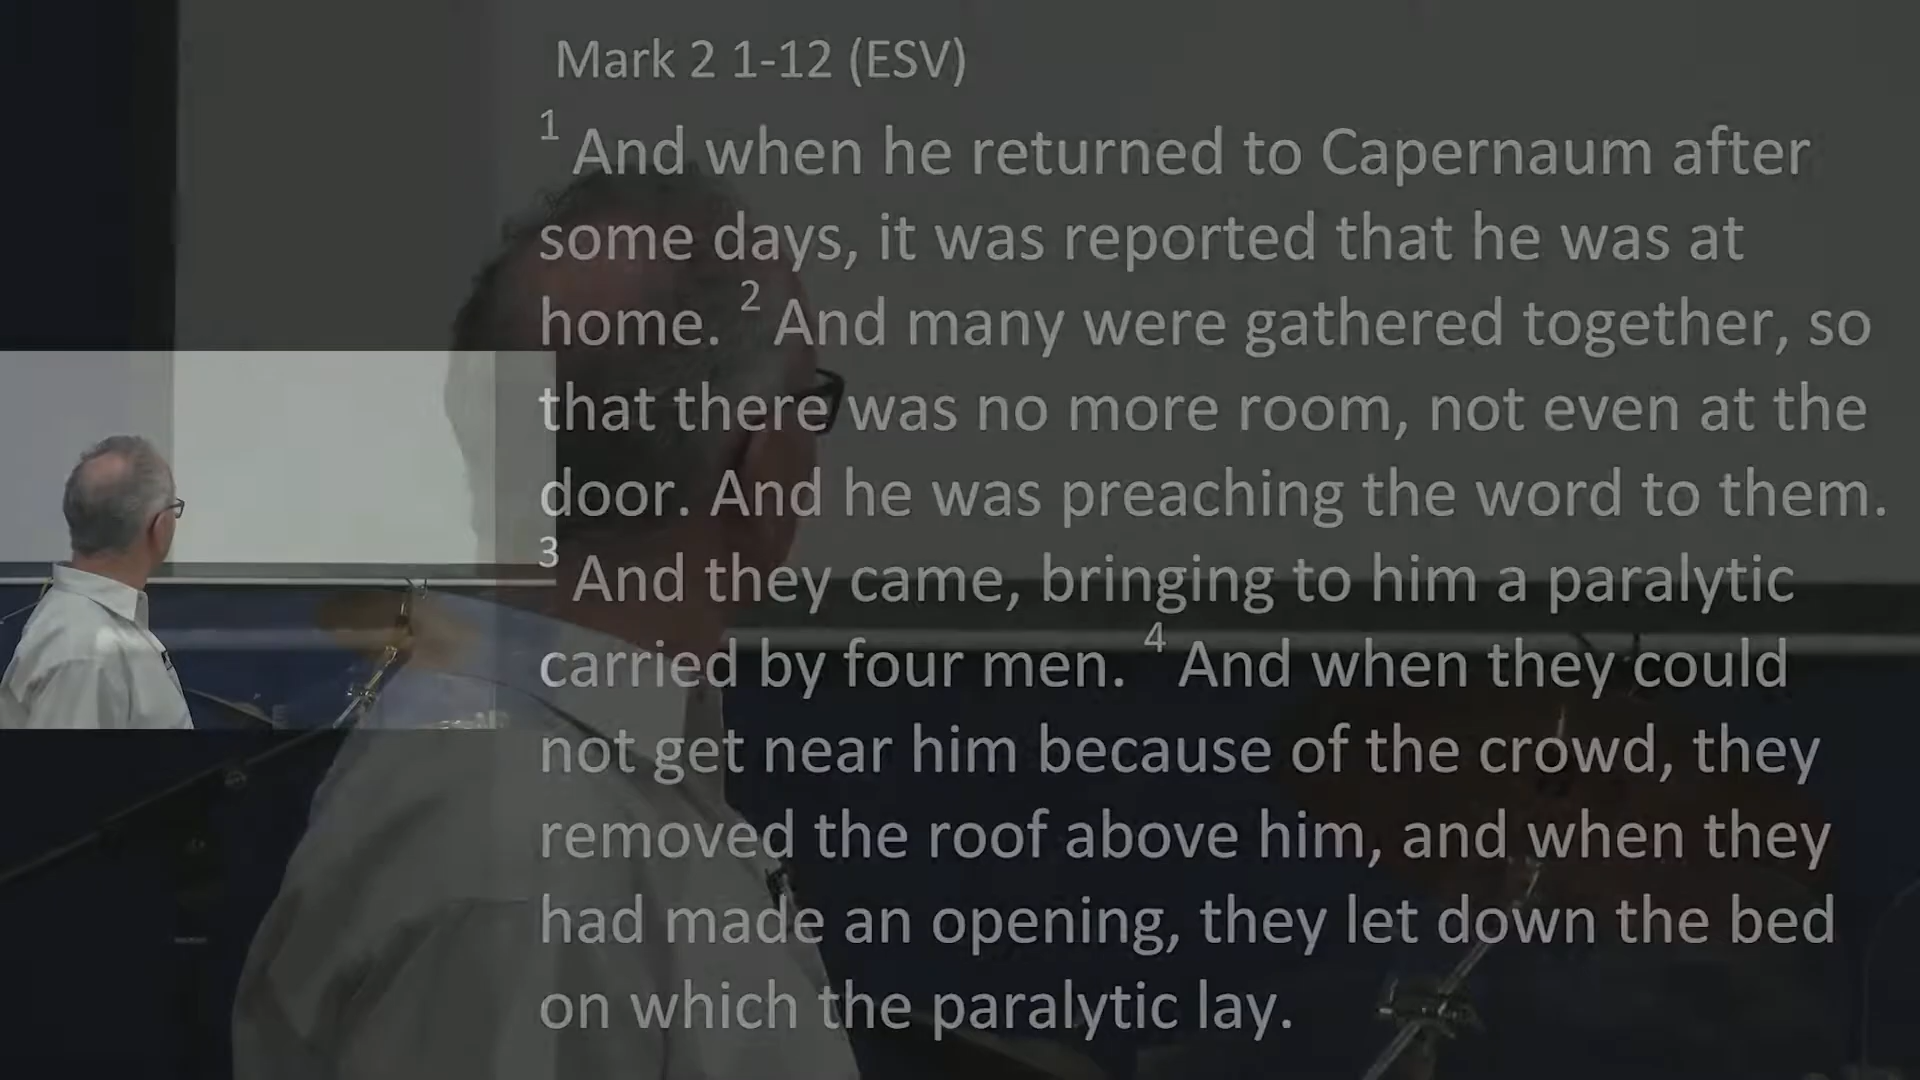 Mark 2 1-12 (ESV)
1 And when he returned to Capernaum after
some days, it was reported that he was at
home. 2 And many were gathered together, so
that there was no more room, not even at the
door. And he was preaching the word to them.
3 And they came, bringing to him a paralytic
carried by four men. 4 And when they could
not get near him because of the crowd, they
removed the roof above him, and when they
had made an opening, they let down the bed
on which the paralytic lay.